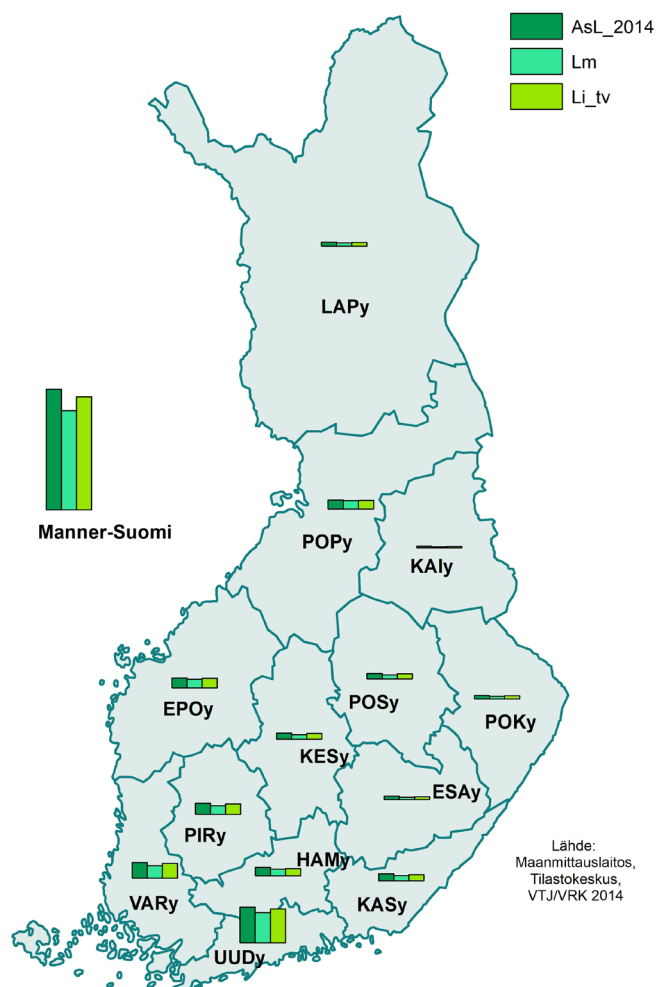 AsL_2014
Lm
Li_tv
LAPy
Manner-Suomi
POPy
KAIy
EPOy
POSy
POKy
KESy
ESAy
PIRy
HAMy
VARy
KASy
UUDy
Lähde:
Maanmittauslaitos,
Tilastokeskus,
VTJ/VRK 2014